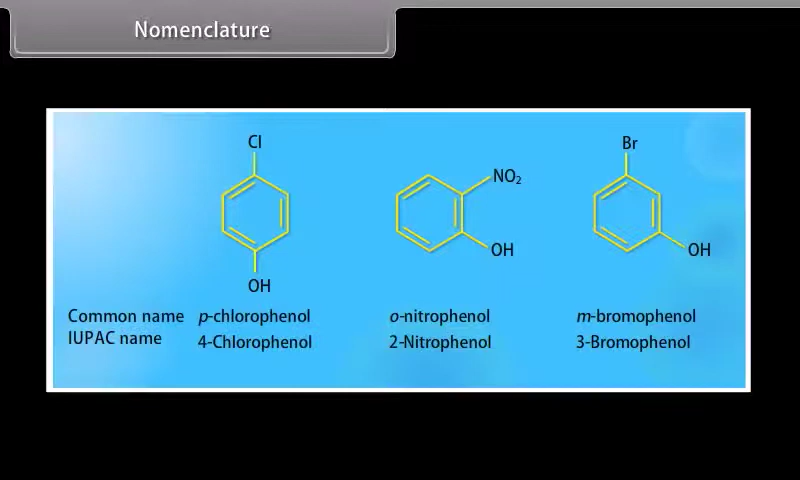 Nomenclature
Cl
Br
NO₂
OH
OH
OH
Common name p-chlorophenol o-nitrophenol m-bromophenol
IUPAC name 4-Chlorophenol 2-Nitrophenol 3-Bromophenol